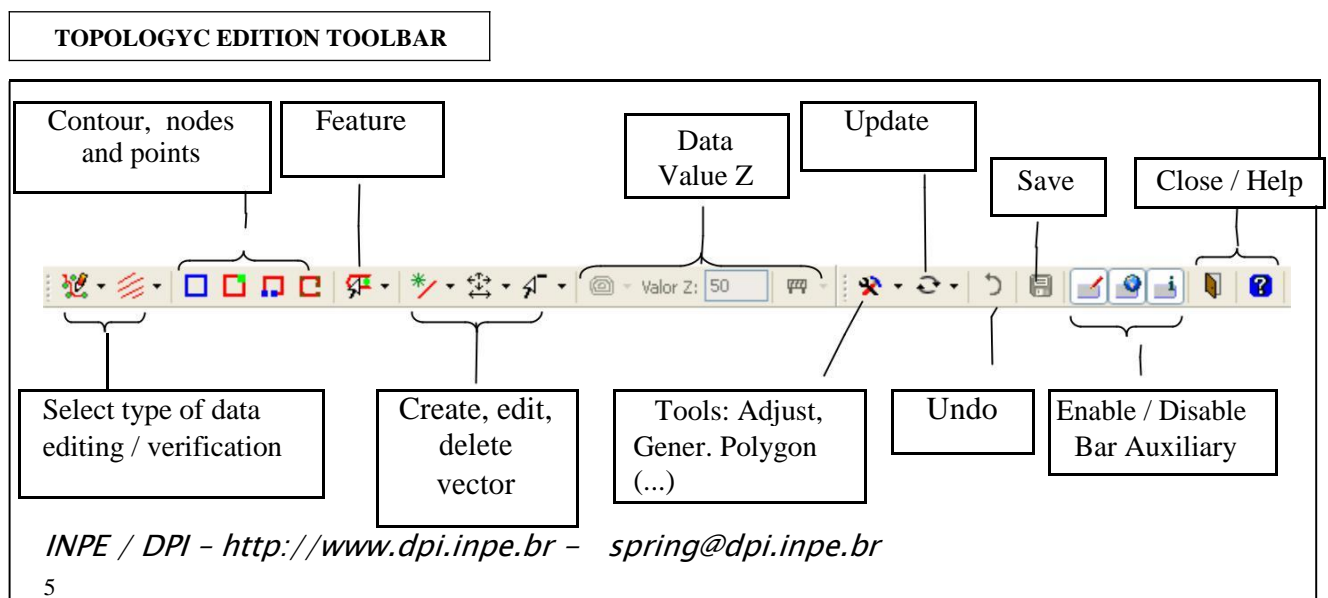 TOPOLOGYC EDITION TOOLBAR
Contour, nodes
and points
Feature
Data
Value Z
Update
Save
Close / Help
Valor Z: 50
Select type of data
editing / verification
Create, edit,
delete
vector
Tools: Adjust,
Gener. Polygon
(...)
Undo
Enable / Disable
Bar Auxiliary
INPE / DPI – http://www.dpi.inpe.br – spring@dpi.inpe.br
5